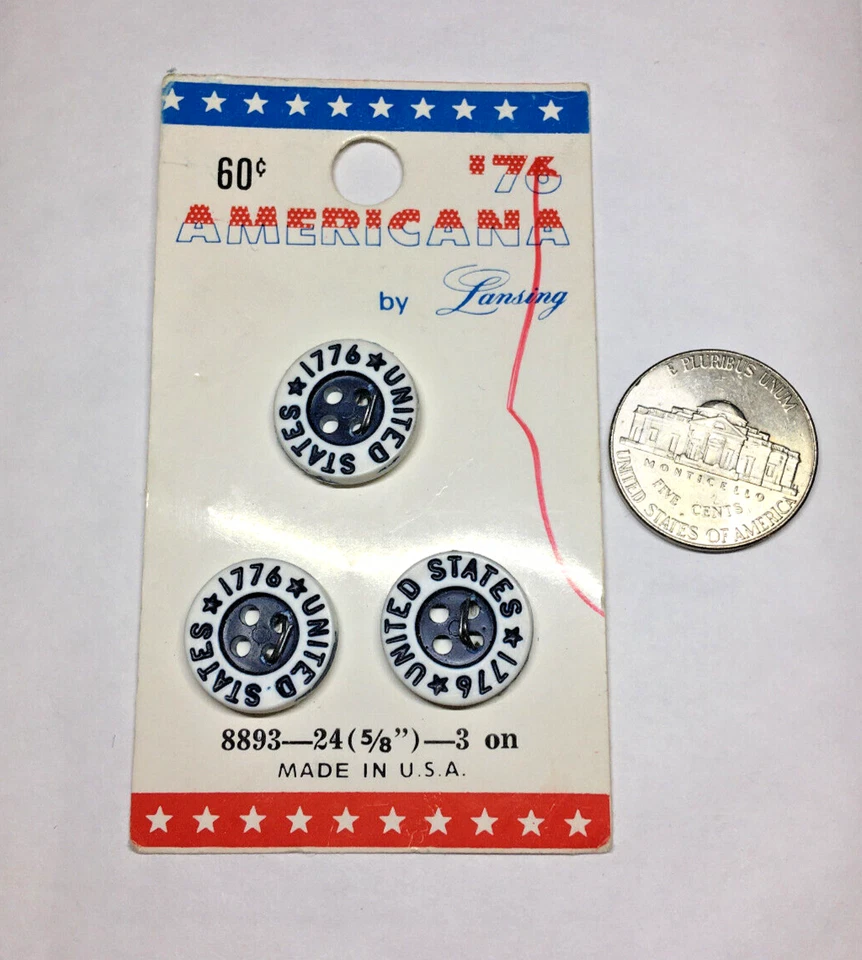 60¢
'76
AMERICANA
by Lansing
1776 ★ UNITED STATES ★
1776 ★ UNITED STATES ★
UNITED STATES ★ 1776 ★
8893—24(5/8")—3 on
MADE IN U.S.A.
E PLURIBUS UNUM
MONTICELLO
FIVE CENTS
UNITED STATES OF AMERICA